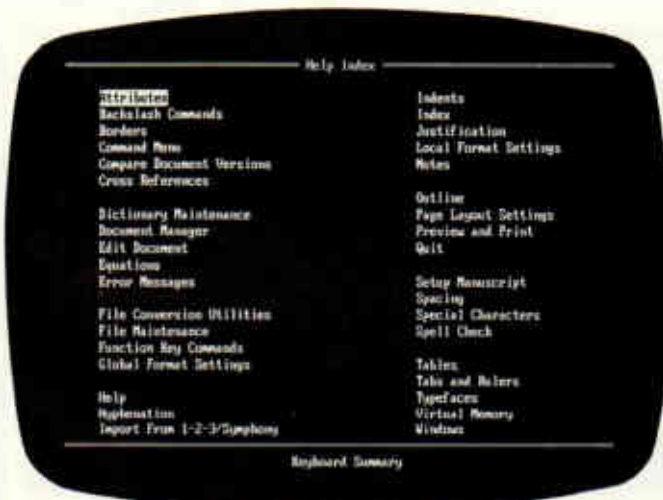 Help Index
Attributes
Backslash Commands
Borders
Command Menu
Compare Document Versions
Cross References
Dictionary Maintenance
Document Manager
Edit Document
Equations
Error Messages
File Conversion Utilities
File Maintenance
Function Key Commands
Global Format Settings
Help
Hyphenation
Import From 1-2-3/Symphony
Indents
Index
Justification
Local Format Settings
Notes
Outline
Page Layout Settings
Preview and Print
Quit
Setup Manuscript
Spacing
Special Characters
Spell Check
Tables
Tabs and Rulers
Typefaces
Virtual Memory
Windows
Keyboard Summary